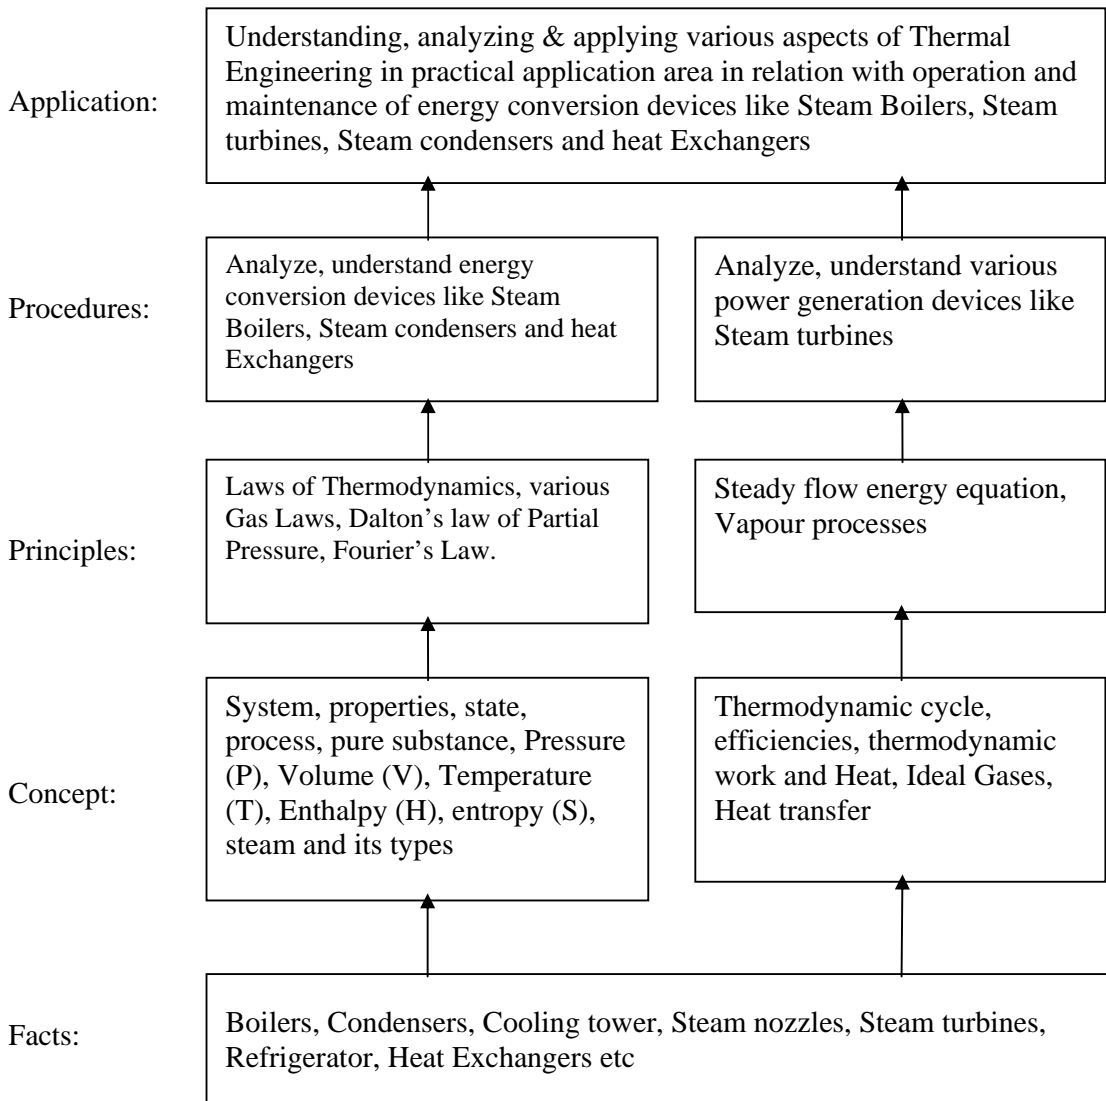 Application:
Understanding, analyzing & applying various aspects of Thermal
Engineering in practical application area in relation with operation and
maintenance of energy conversion devices like Steam Boilers, Steam
turbines, Steam condensers and heat Exchangers
Procedures:
Analyze, understand energy
conversion devices like Steam
Boilers, Steam condensers and heat
Exchangers
Analyze, understand various
power generation devices like
Steam turbines
Principles:
Laws of Thermodynamics, various
Gas Laws, Dalton’s law of Partial
Pressure, Fourier’s Law.
Steady flow energy equation,
Vapour processes
Concept:
System, properties, state,
process, pure substance, Pressure
(P), Volume (V), Temperature
(T), Enthalpy (H), entropy (S),
steam and its types
Thermodynamic cycle,
efficiencies, thermodynamic
work and Heat, Ideal Gases,
Heat transfer
Facts:
Boilers, Condensers, Cooling tower, Steam nozzles, Steam turbines,
Refrigerator, Heat Exchangers etc